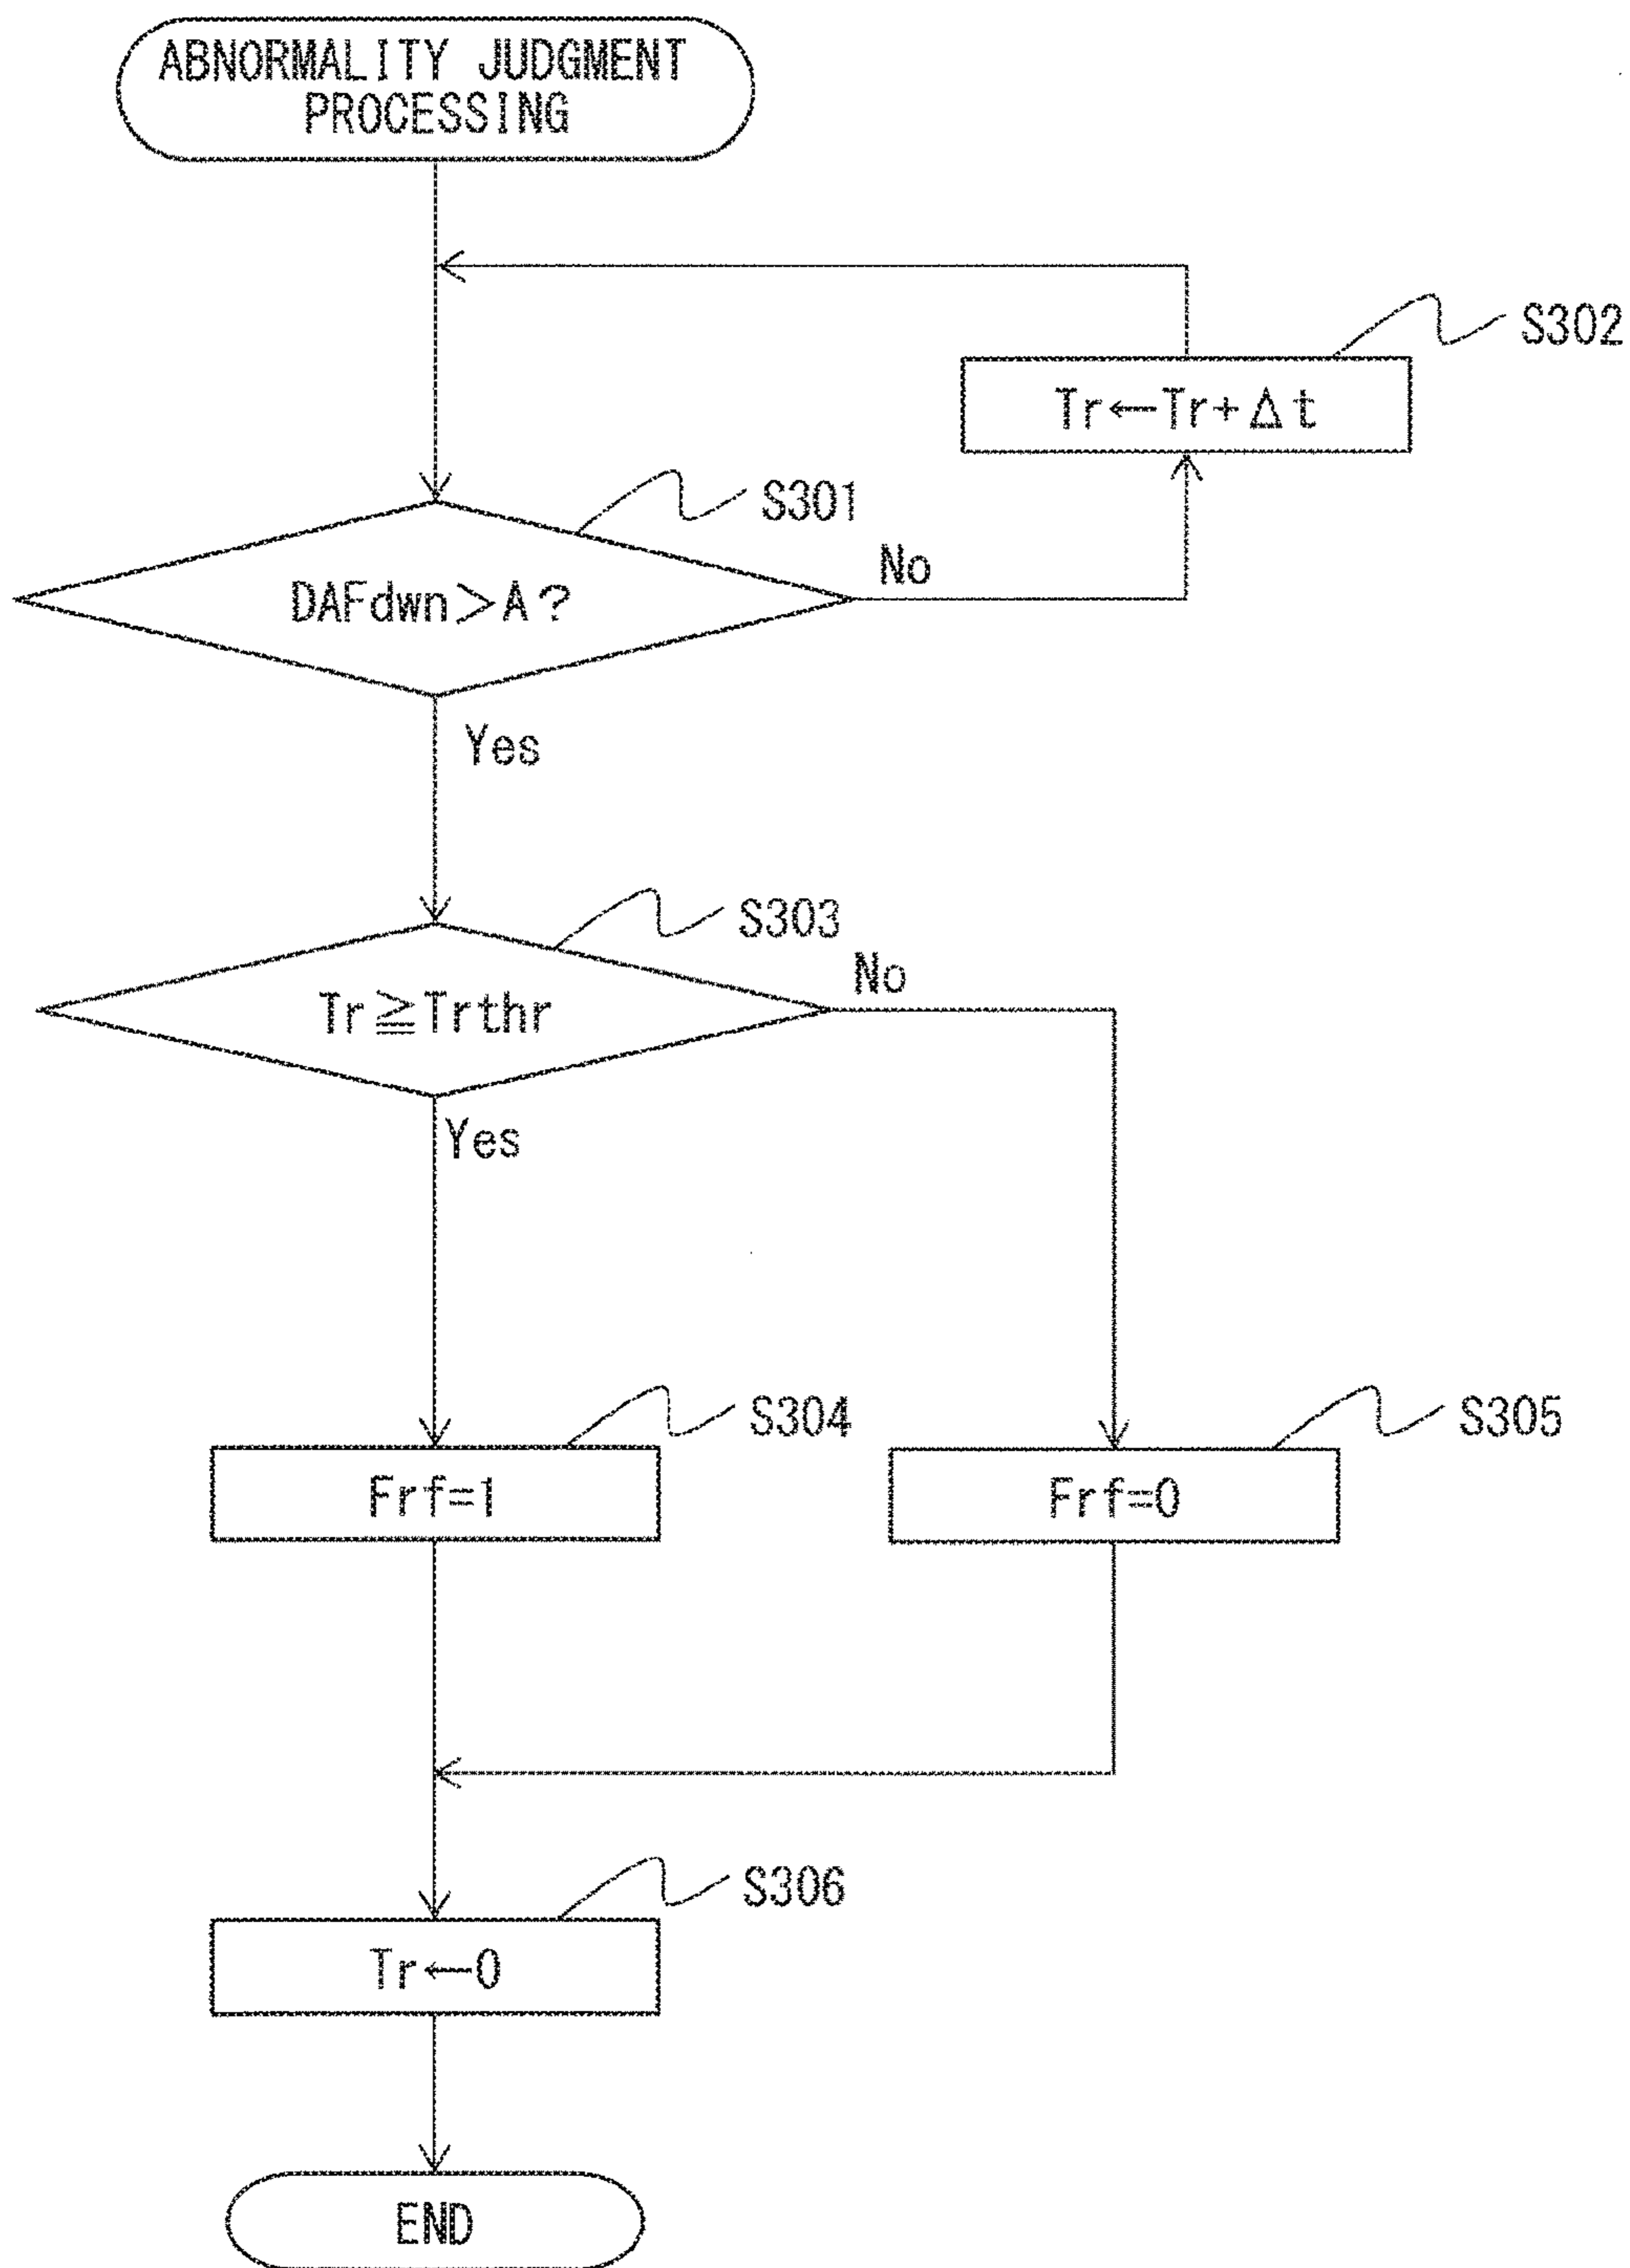 ABNORMALITY JUDGMENT
PROCESSING
S302
Tr←Tr+Δt
S301
No
DAFdwn＞A?
Yes
S303
No
Tr≧Trthr
Yes
S304
S305
Frf=1
Frf=0
S306
Tr←0
END